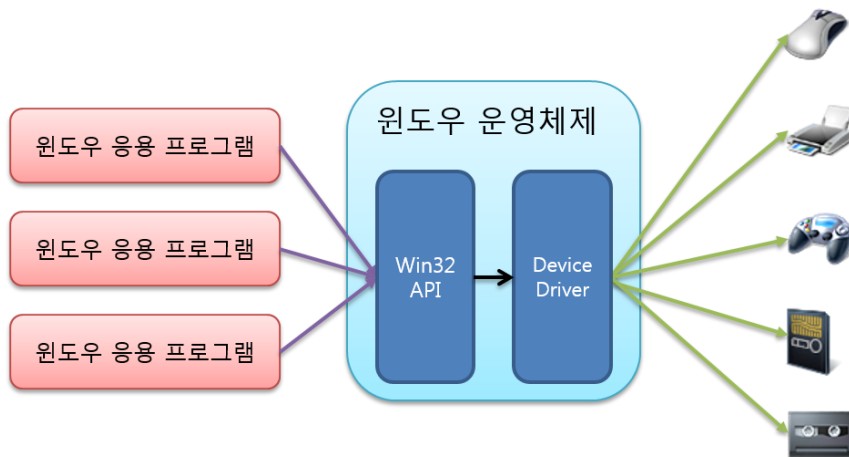 윈도우 운영체제
윈도우 응용 프로그램
윈도우 응용 프로그램
윈도우 응용 프로그램
Win32
API
Device
Driver